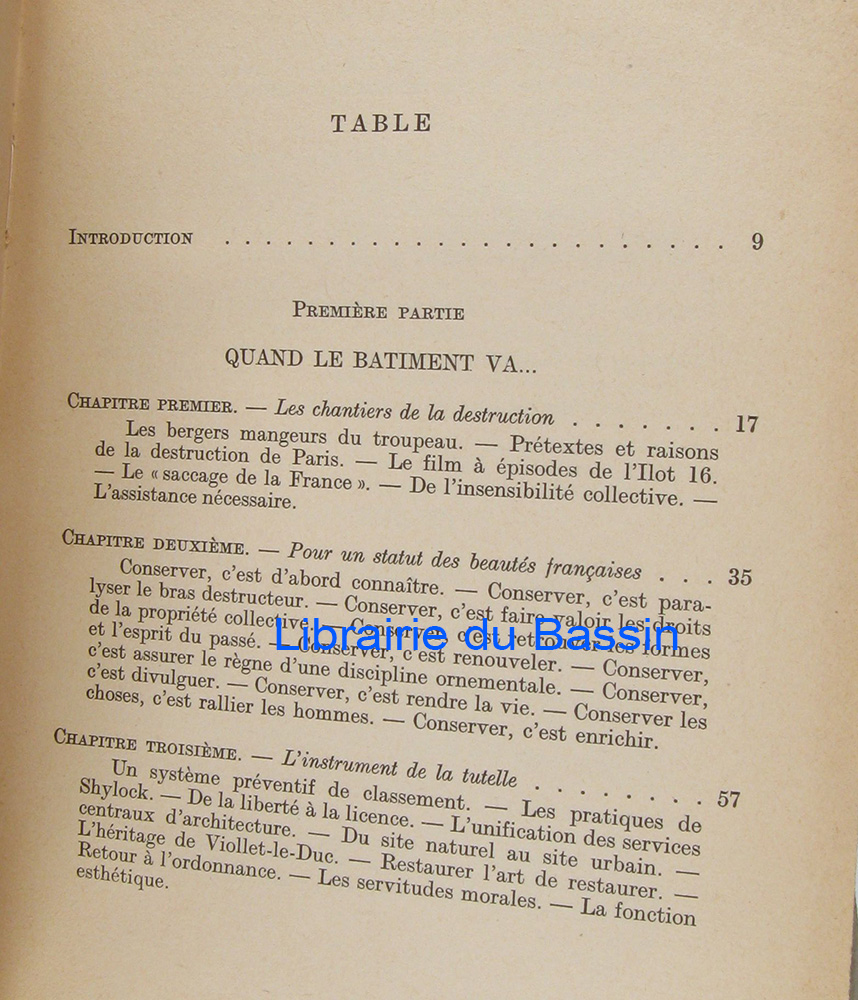 TABLE
INTRODUCTION . . . . . . . . . . . . . . . . . . . . . . . . 9
PREMIÈRE PARTIE
QUAND LE BATIMENT VA...
CHAPITRE PREMIER. — Les chantiers de la destruction . . . . . . . 17
Les bergers mangeurs du troupeau. — Prétextes et raisons
de la destruction de Paris. — Le film à épisodes de l'Ilot 16.
— Le « saccage de la France ». — De l'insensibilité collective. —
L'assistance nécessaire.
CHAPITRE DEUXIÈME. — Pour un statut des beautés françaises . . . 35
Conserver, c'est d'abord connaître. — Conserver, c'est para-
lyser le bras destructeur. — Conserver, c'est faire valoir les droits
de la propriété collective. — Conserver, c'est retrouver les formes
Librairie du Bassin
et l'esprit du passé. — Conserver, c'est renouveler. — Conserver,
c'est assurer le règne d'une discipline ornementale. — Conserver,
c'est divulguer. — Conserver, c'est rendre la vie. — Conserver les
choses, c'est rallier les hommes. — Conserver, c'est enrichir.
CHAPITRE TROISIÈME. — L'instrument de la tutelle . . . . . . . . 57
Un système préventif de classement. — Les pratiques de
Shylock. — De la liberté à la licence. — L'unification des services
centraux d'architecture. — Du site naturel au site urbain. —
L'héritage de Viollet-le-Duc. — Restaurer l'art de restaurer. —
Retour à l'ordonnance. — Les servitudes morales. — La fonction
esthétique.